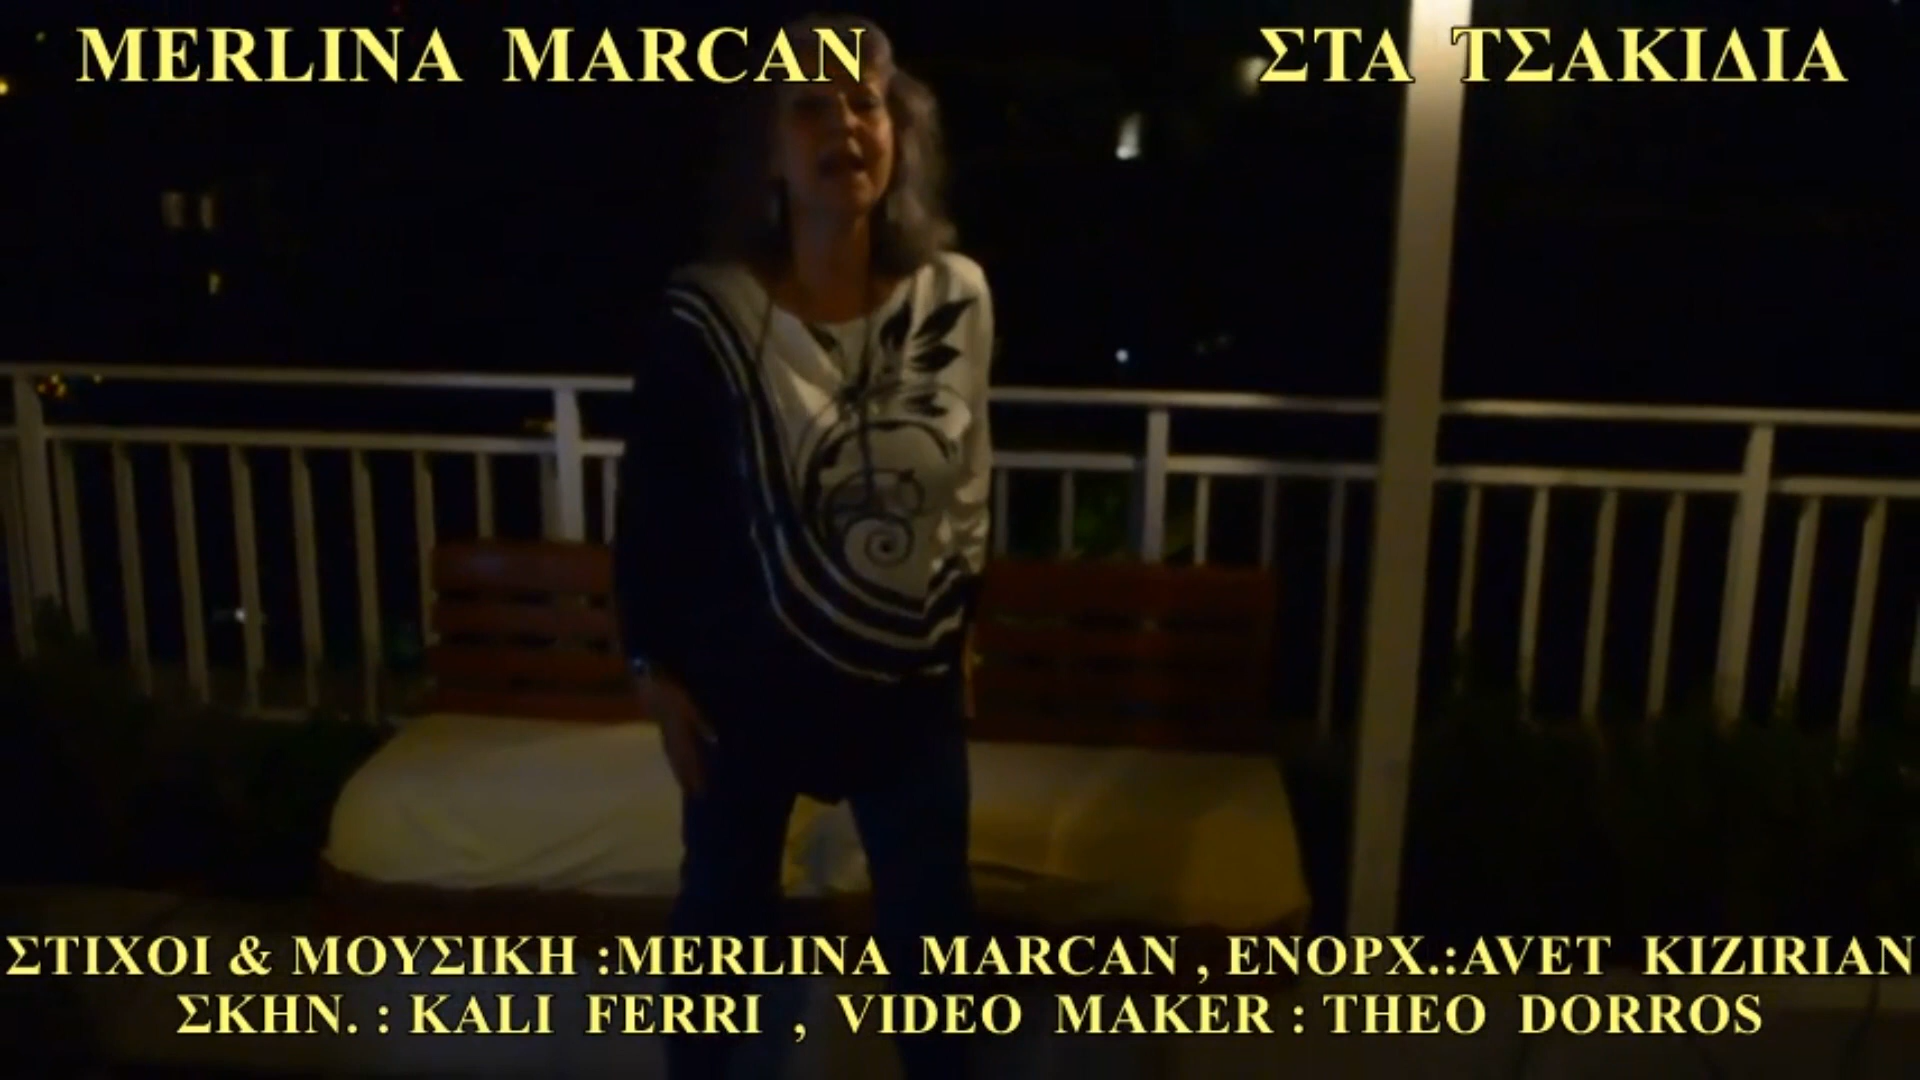 MERLINA MARCAN ΣΤΑ ΤΣΑΚΙΔΙΑ
ΣΤΙΧΟΙ & ΜΟΥΣΙΚΗ :MERLINA MARCAN , ΕΝΟΡΧ.:AVET KIZIRIAN
ΣΚΗΝ. : KALI FERRI , VIDEO MAKER : THEO DORROS